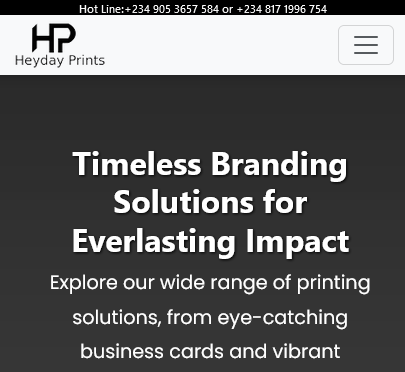 Hot Line:+234 905 3657 584 or +234 817 1996 754
HP
Heyday Prints
Timeless Branding
Solutions for
Everlasting Impact
Explore our wide range of printing
solutions, from eye-catching
business cards and vibrant